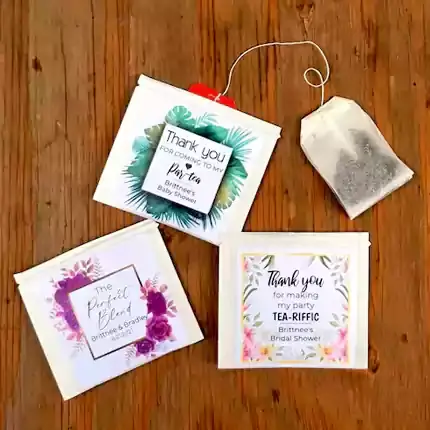 Thank you
FOR COMING TO MY
Par-tea
Brittnee's
Baby Shower
The
Perfect
Blend
Brittnee & Bradley
Thank you
for making
my party
TEA-RIFFIC
Brittnee's
Bridal Shower